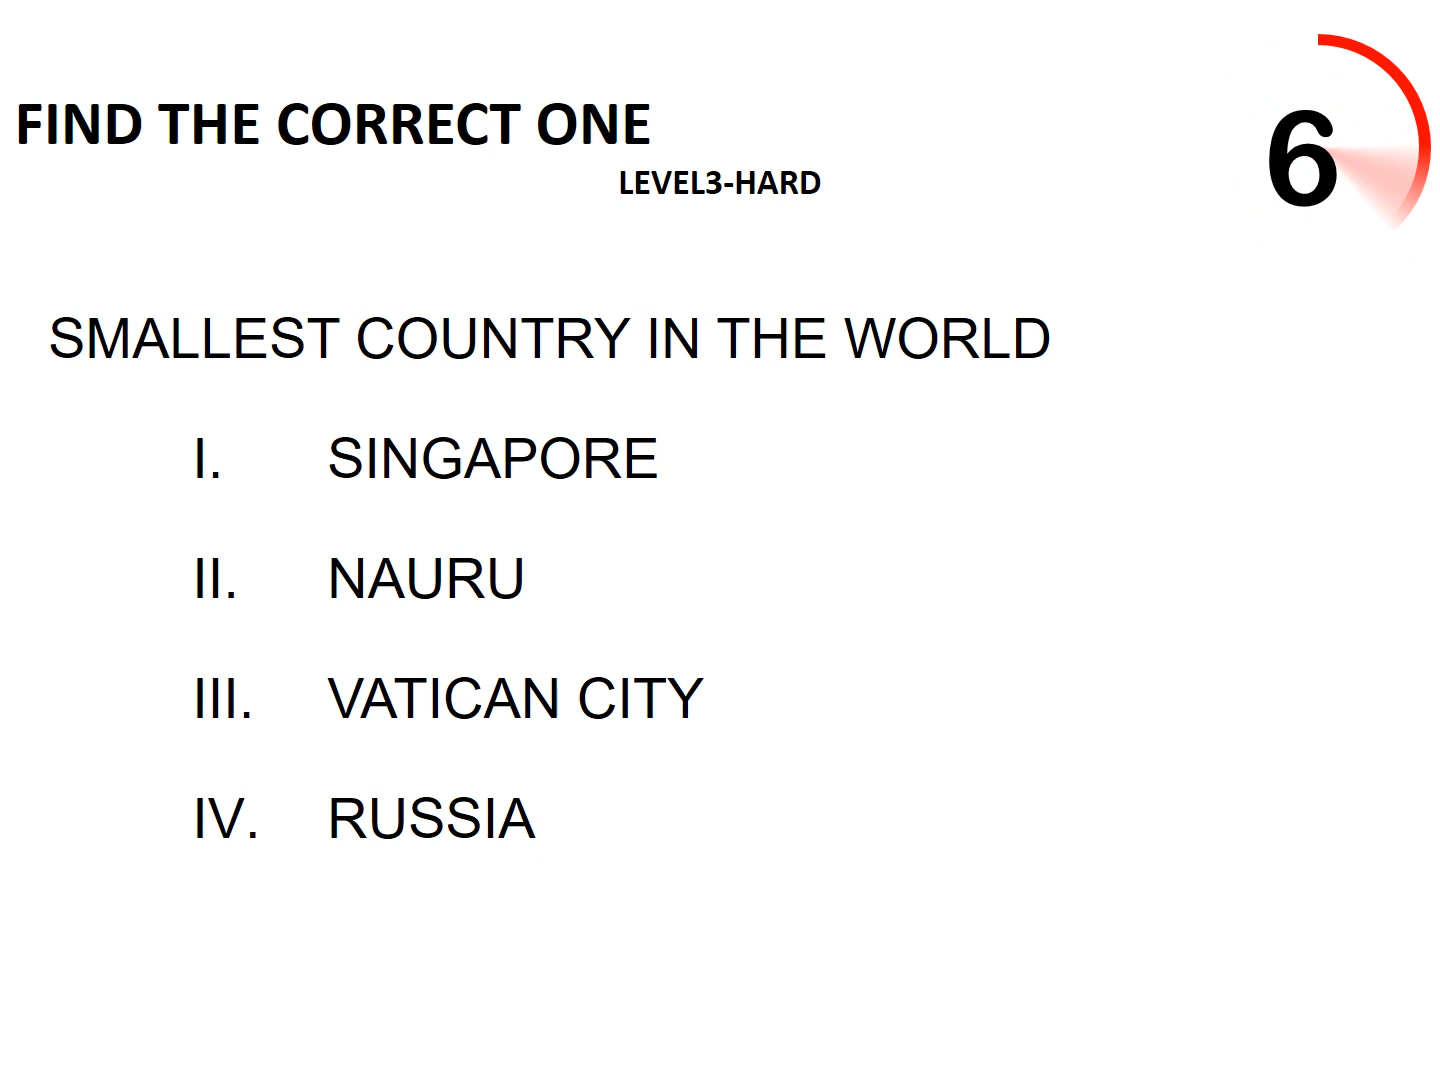 FIND THE CORRECT ONE
LEVEL3-HARD
6
SMALLEST COUNTRY IN THE WORLD
I. SINGAPORE
II. NAURU
III. VATICAN CITY
IV. RUSSIA